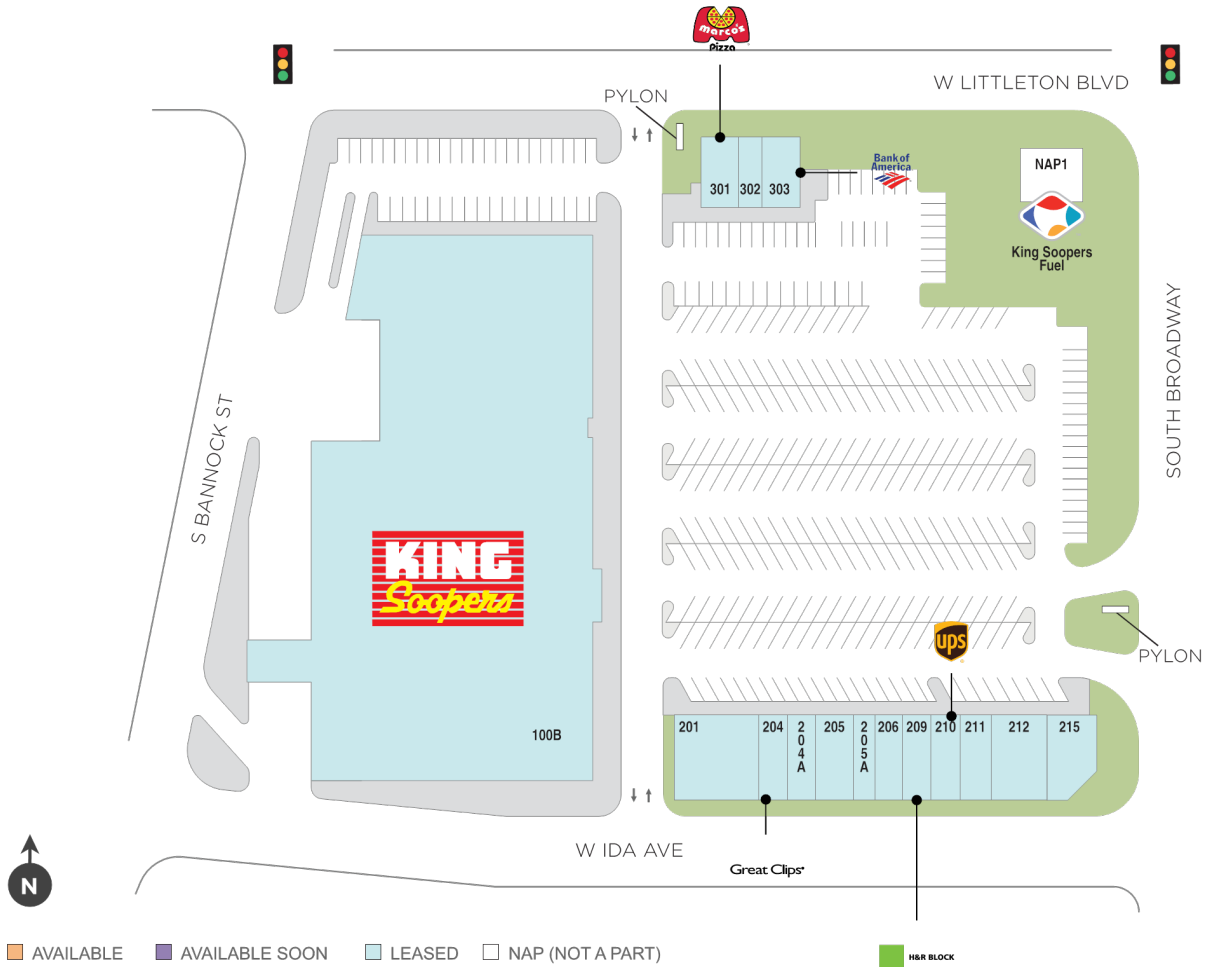 marco's
Pizza
W LITTLETON BLVD
PYLON
Bank of
America
NAP1
301 302 303
King Soopers
Fuel
SOUTH BROADWAY
S BANNOCK ST
KING
Soopers
ups
PYLON
100B
201 204 204A 205 205A 206 209 210 211 212 215
W IDA AVE
Great Clips
N
AVAILABLE AVAILABLE SOON LEASED NAP (NOT A PART)
H&R BLOCK